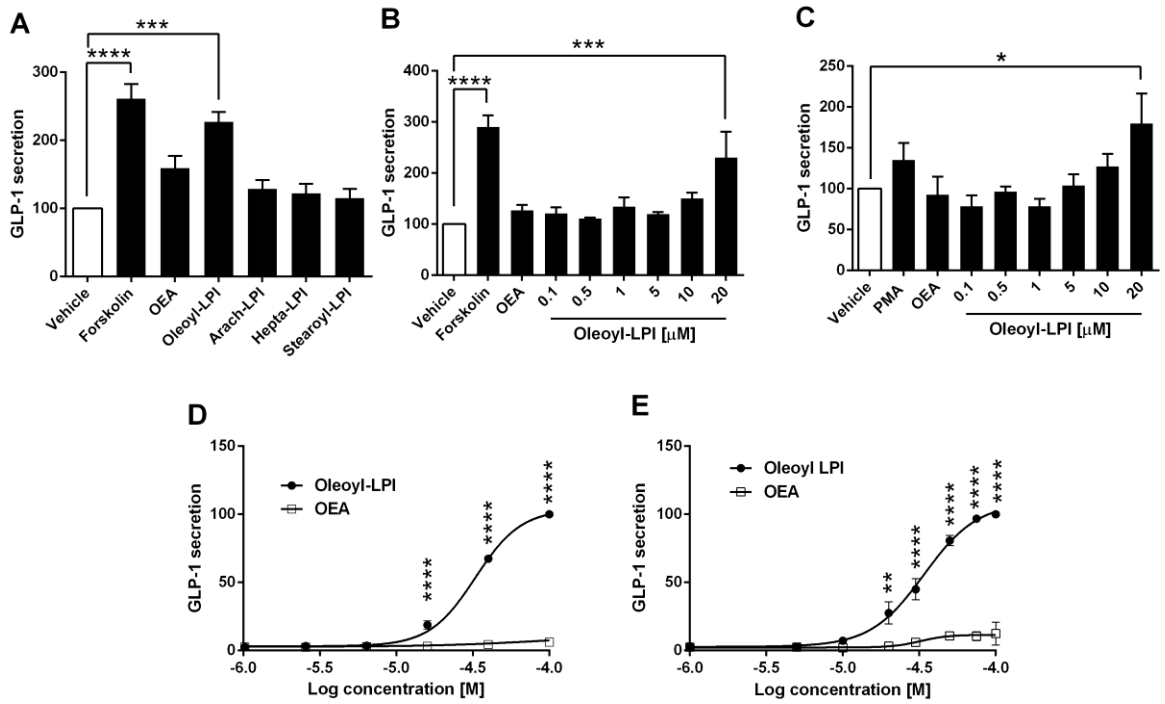 A
GLP-1 secretion
300
200
100
0
****
***
Vehicle
Forskolin
OEA
Oleoyl-LPI
Arach-LPI
Hepta-LPI
Stearoyl-LPI
B
GLP-1 secretion
400
300
200
100
0
****
***
Vehicle
Forskolin
OEA
0.1
0.5
1
5
10
20
Oleoyl-LPI [µM]
C
GLP-1 secretion
250
200
150
100
50
0
*
Vehicle
PMA
OEA
0.1
0.5
1
5
10
20
Oleoyl-LPI [µM]
D
GLP-1 secretion
150
100
50
0
Oleoyl-LPI
OEA
****
****
****
-6.0
-5.5
-5.0
-4.5
-4.0
Log concentration [M]
E
GLP-1 secretion
150
100
50
0
Oleoyl LPI
OEA
**
****
****
****
****
-6.0
-5.5
-5.0
-4.5
-4.0
Log concentration [M]